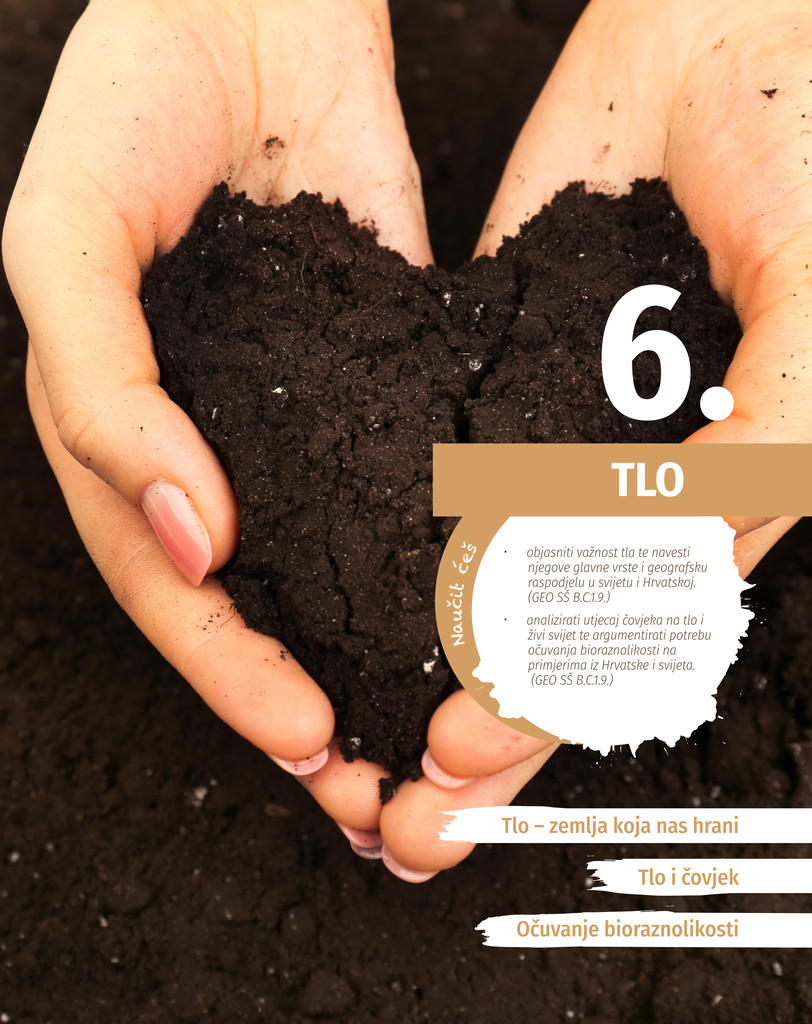 6.
TLO
Naučit ćeš
• objasniti važnost tla te navesti
njegove glavne vrste i geografsku
raspodjelu u svijetu i Hrvatskoj.
(GEO SŠ B.C.1.9.)
• analizirati utjecaj čovjeka na tlo i
živi svijet te argumentirati potrebu
očuvanja bioraznolikosti na
primjerima iz Hrvatske i svijeta.
(GEO SŠ B.C.1.9.)
Tlo – zemlja koja nas hrani
Tlo i čovjek
Očuvanje bioraznolikosti